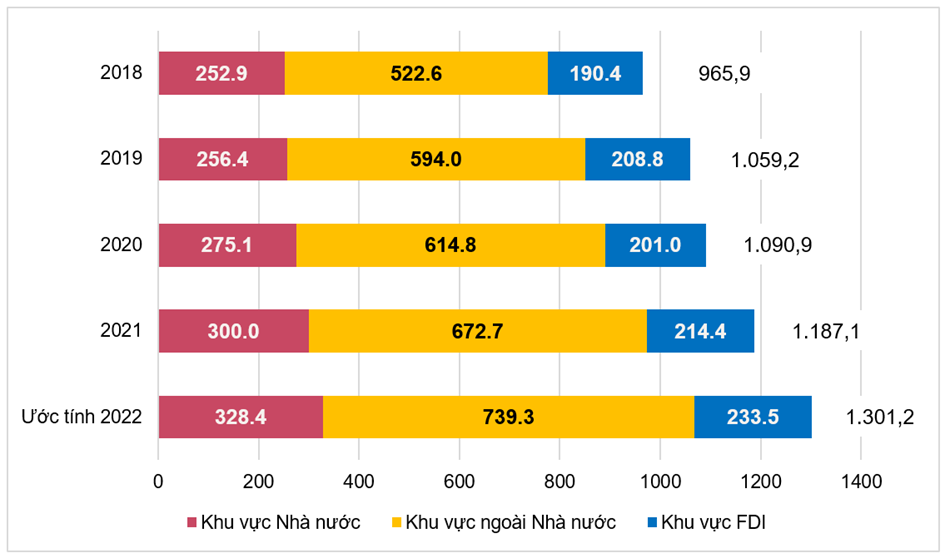 2018 252.9 522.6 190.4 965,9
2019 256.4 594.0 208.8 1.059,2
2020 275.1 614.8 201.0 1.090,9
2021 300.0 672.7 214.4 1.187,1
Ước tính 2022 328.4 739.3 233.5 1.301,2
0 200 400 600 800 1000 1200 1400
Khu vực Nhà nước Khu vực ngoài Nhà nước Khu vực FDI